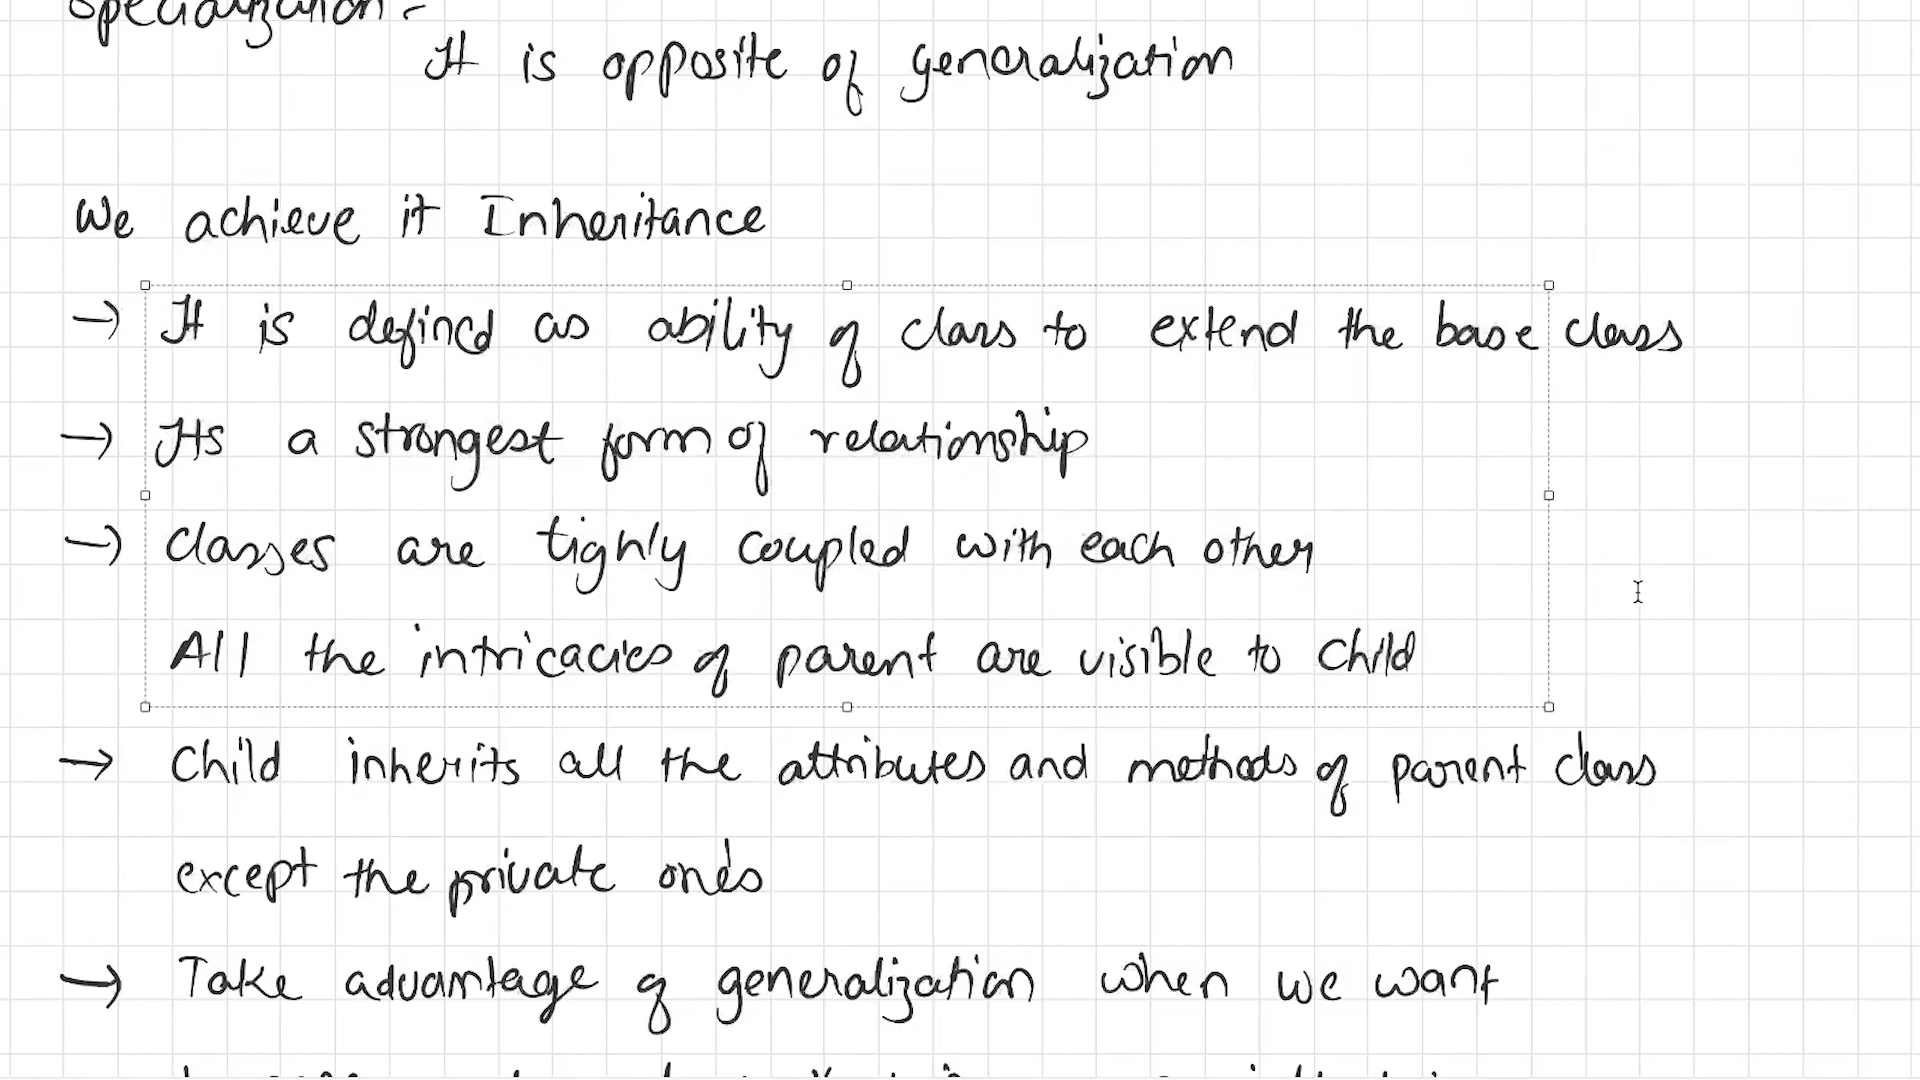 Specialization :-
It is opposite of generalization
We achieve it Inheritance
→ It is defined as ability of class to extend the base class
→ Its a strongest form of relationship
→ classes are tighly coupled with each other
All the intricacies of parent are visible to child
→ Child inherits all the attributes and methods of parent class
except the private one's
→ Take advantage of generalization when we want